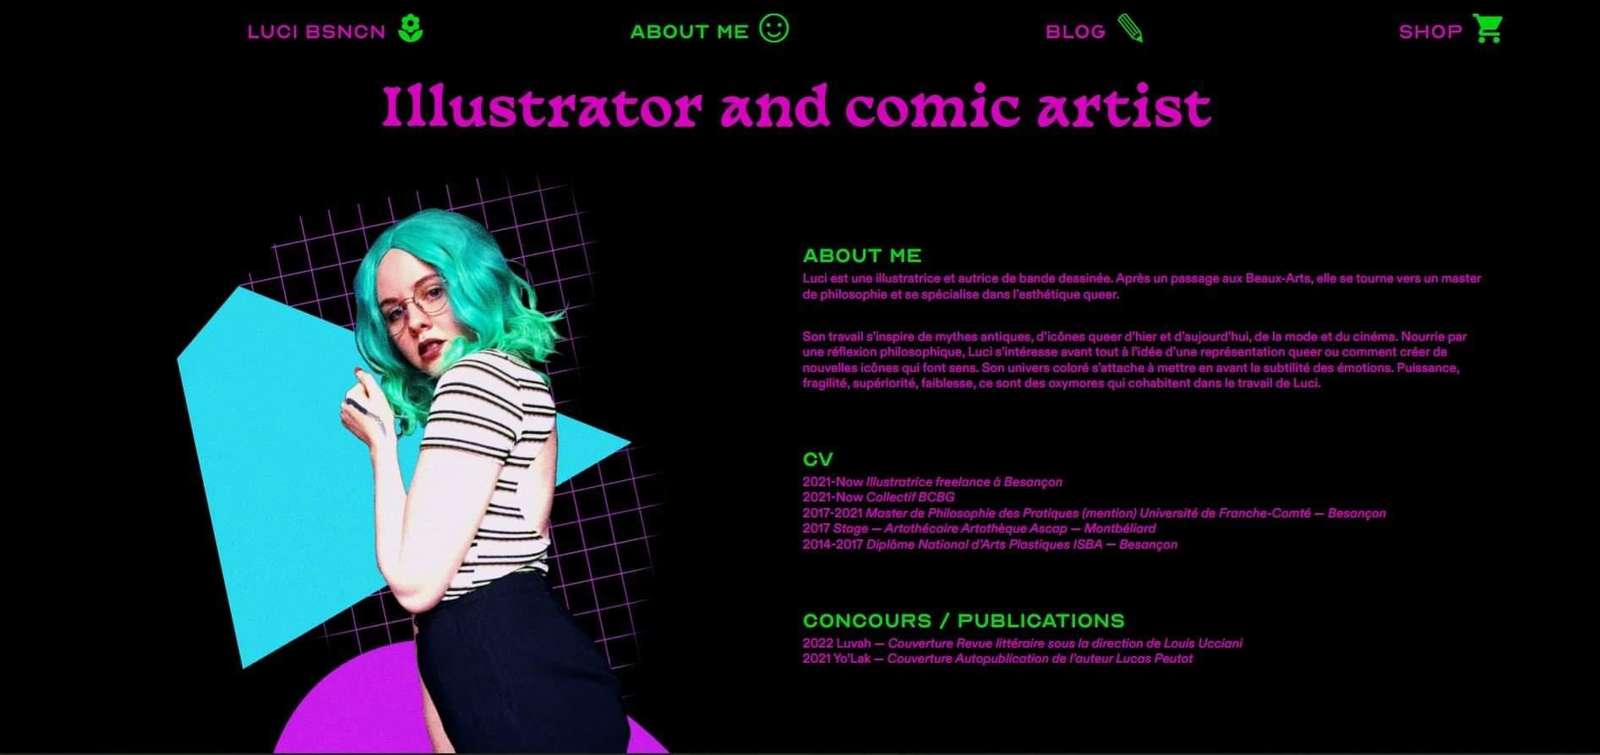 LUCI BSNCN
ABOUT ME
BLOG
SHOP
Illustrator and comic artist
ABOUT ME
Luci est une illustratrice et autrice de bande dessinée. Après un passage aux Beaux-Arts, elle se tourne vers un master
de philosophie et se spécialise dans l'esthétique queer.
Son travail s'inspire de mythes antiques, d'icônes queer d'hier et d'aujourd'hui, de la mode et du cinéma. Nourrie par
une réflexion philosophique, Luci s'intéresse avant tout à l'idée d'une représentation queer ou comment créer de
nouvelles icônes qui font sens. Son univers coloré s'attache à mettre en avant la subtilité des émotions. Puissance,
fragilité, supériorité, faiblesse, ce sont des oxymores qui cohabitent dans le travail de Luci.
CV
2021-Now Illustratrice freelance à Besançon
2021-Now Collectif BCBG
2017-2021 Master de Philosophie des Pratiques (mention) Université de Franche-Comté — Besançon
2017 Stage — Artothécaire Artothèque Ascap — Montbéliard
2014-2017 Diplôme National d'Arts Plastiques ISBA — Besançon
CONCOURS / PUBLICATIONS
2022 Luvah — Couverture Revue littéraire sous la direction de Louis Ucciani
2021 Yo'Lak — Couverture Autopublication de l'auteur Lucas Peutot